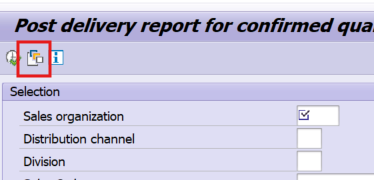 Post delivery report for confirmed qua
Selection
Sales organization
Distribution channel
Division